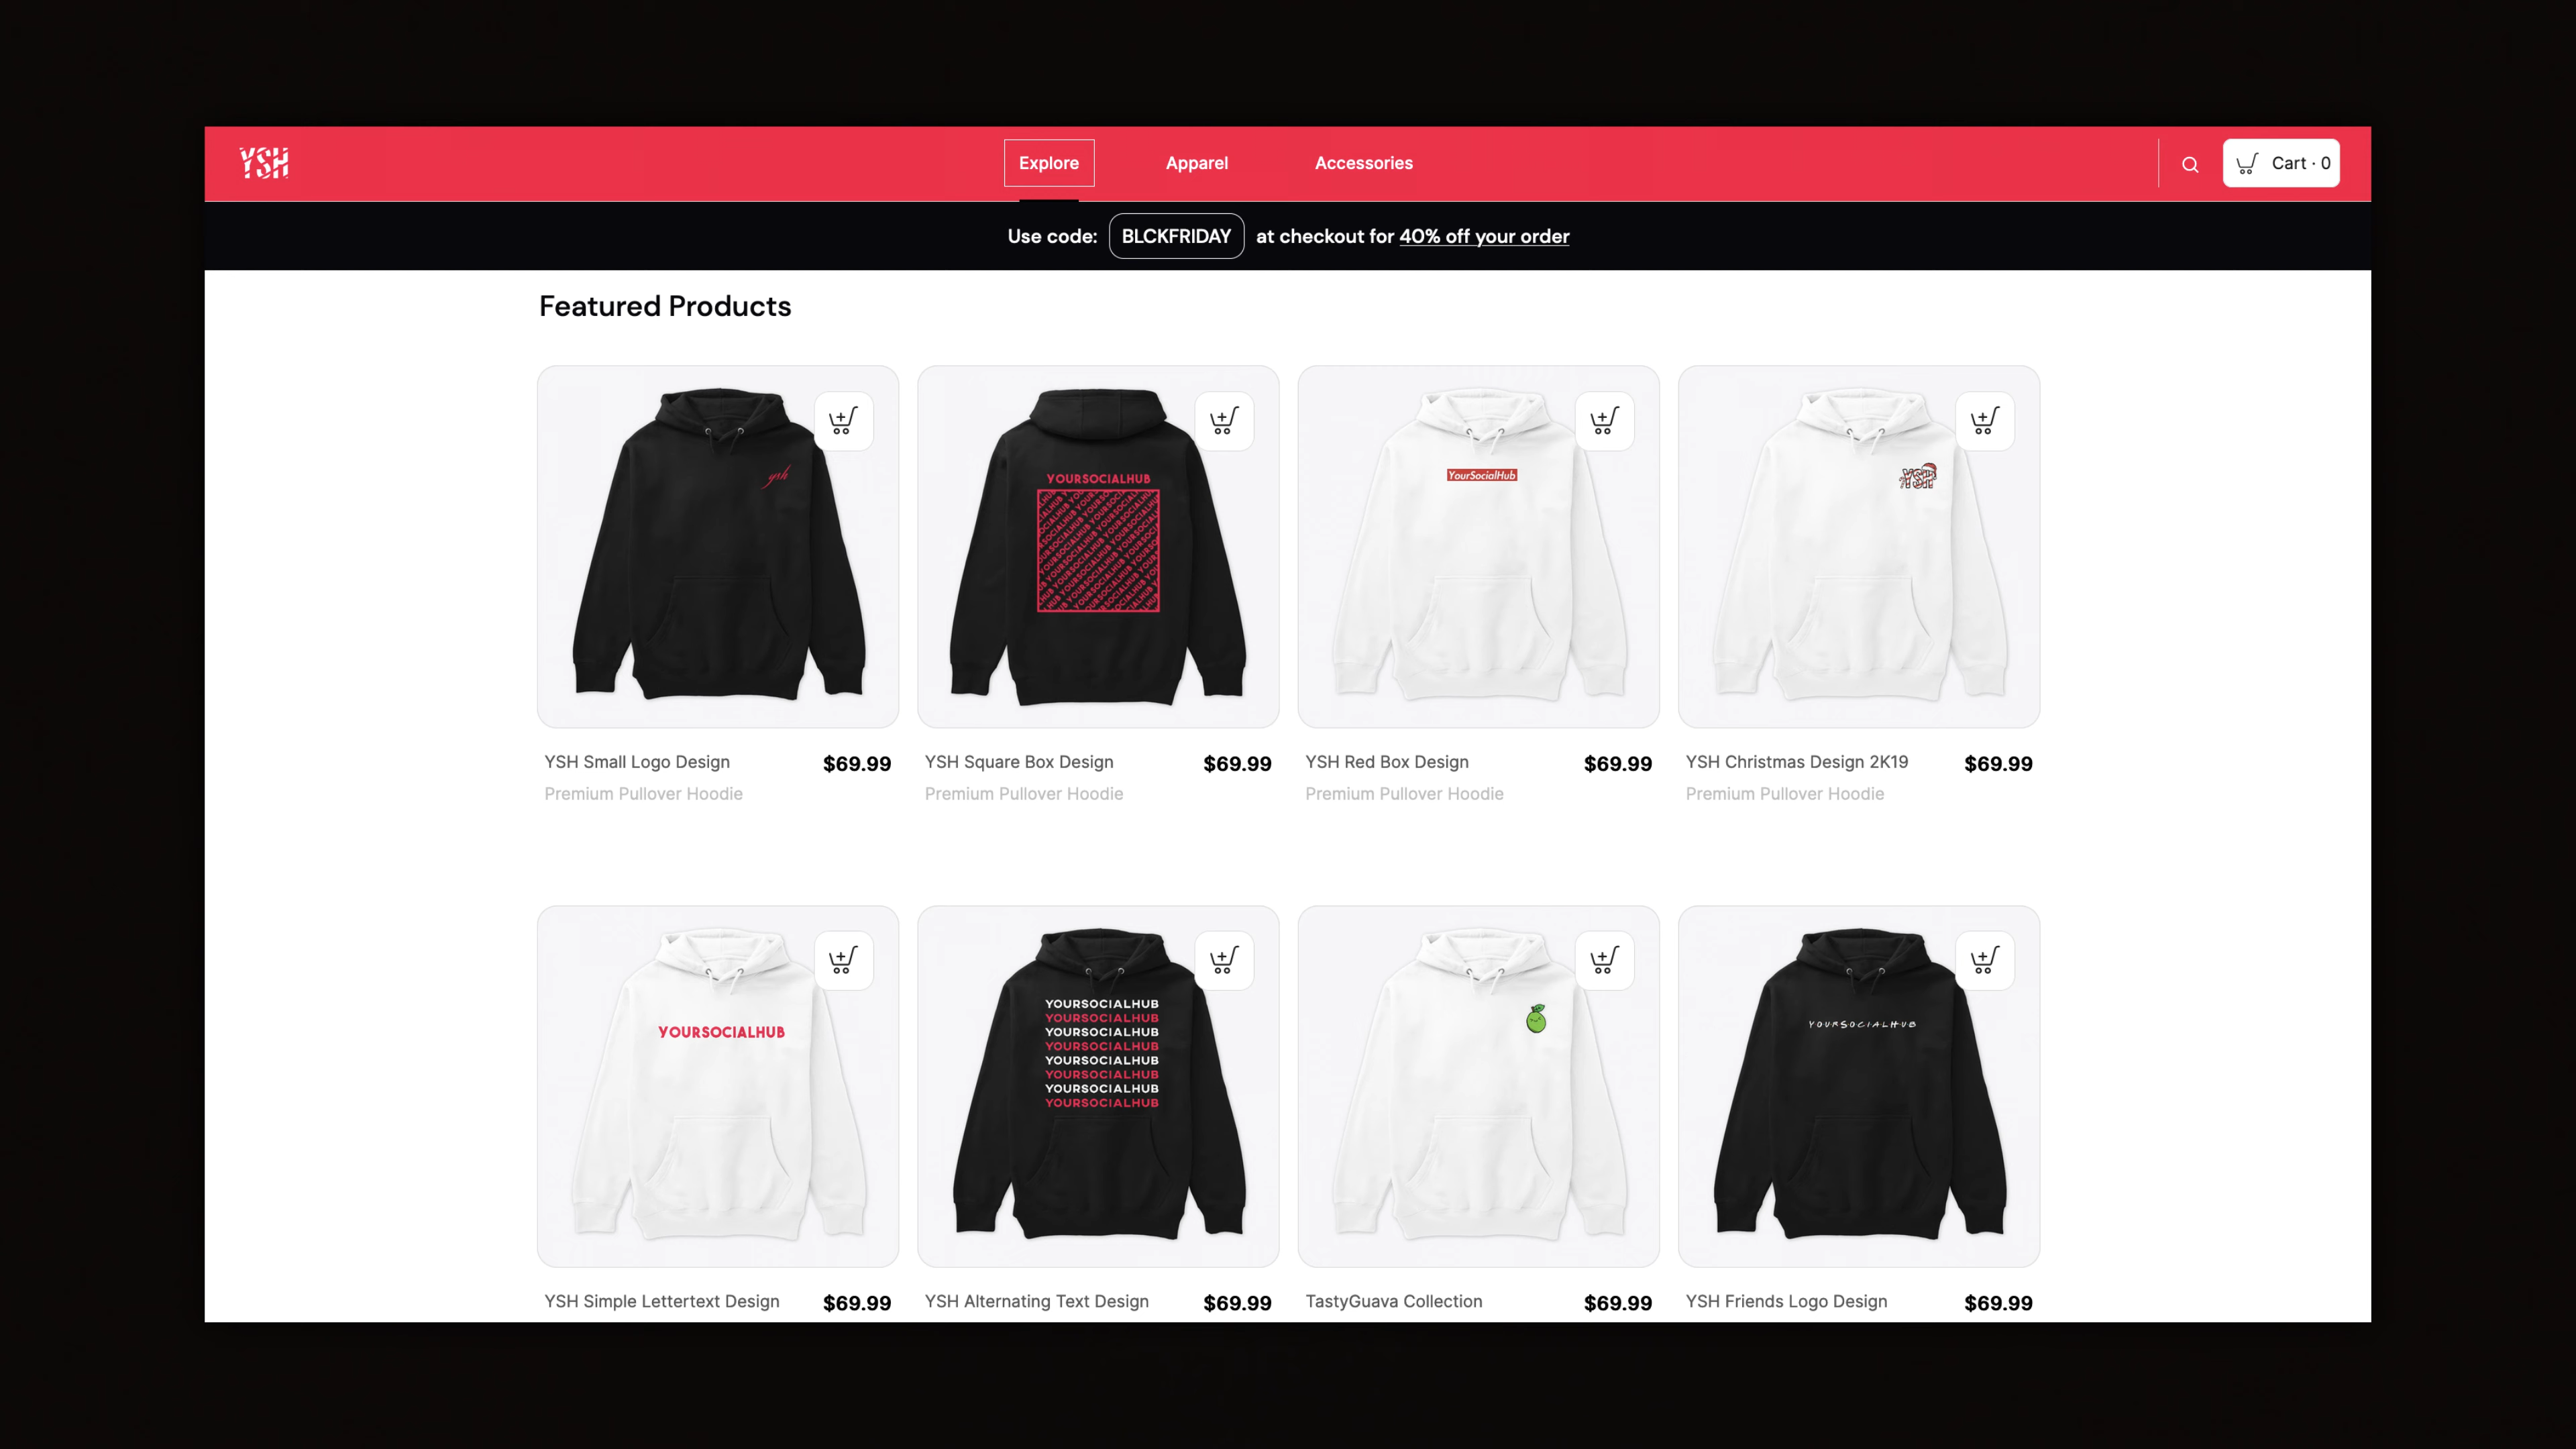 YSH
Explore
Apparel
Accessories
Cart · 0
Use code: BLCKFRIDAY at checkout for 40% off your order
Featured Products
ysh
YOURSOCIALHUB
YourSocialHub
YSH
YSH Small Logo Design
$69.99
Premium Pullover Hoodie
YSH Square Box Design
$69.99
Premium Pullover Hoodie
YSH Red Box Design
$69.99
Premium Pullover Hoodie
YSH Christmas Design 2K19
$69.99
Premium Pullover Hoodie
YOURSOCIALHUB
YOURSOCIALHUB
YOURSOCIALHUB
YOURSOCIALHUB
YOURSOCIALHUB
YOURSOCIALHUB
YOURSOCIALHUB
YOURSOCIALHUB
YOURSOCIALHUB
YOURSOCIALHUB
YSH Simple Lettertext Design
$69.99
YSH Alternating Text Design
$69.99
TastyGuava Collection
$69.99
YSH Friends Logo Design
$69.99